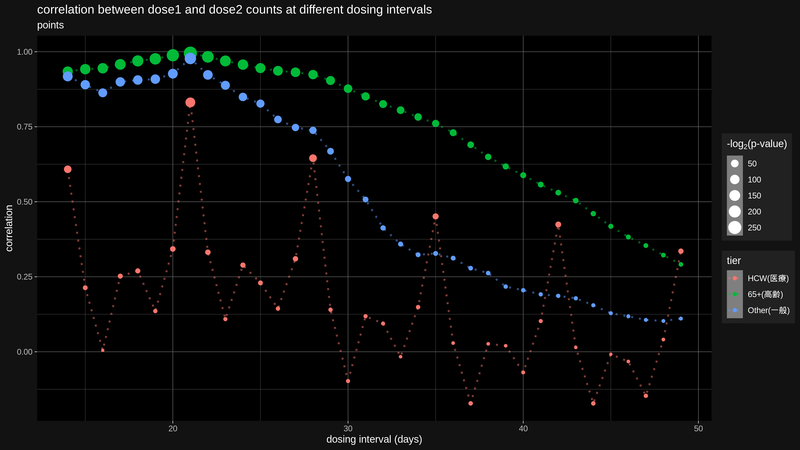 correlation between dose1 and dose2 counts at different dosing intervals
points
1.00
0.75
0.50
0.25
0.00
correlation
20
30
40
50
dosing interval (days)
-log₂(p-value)
50
100
150
200
250
tier
HCW(医療)
65+(高齢)
Other(一般)